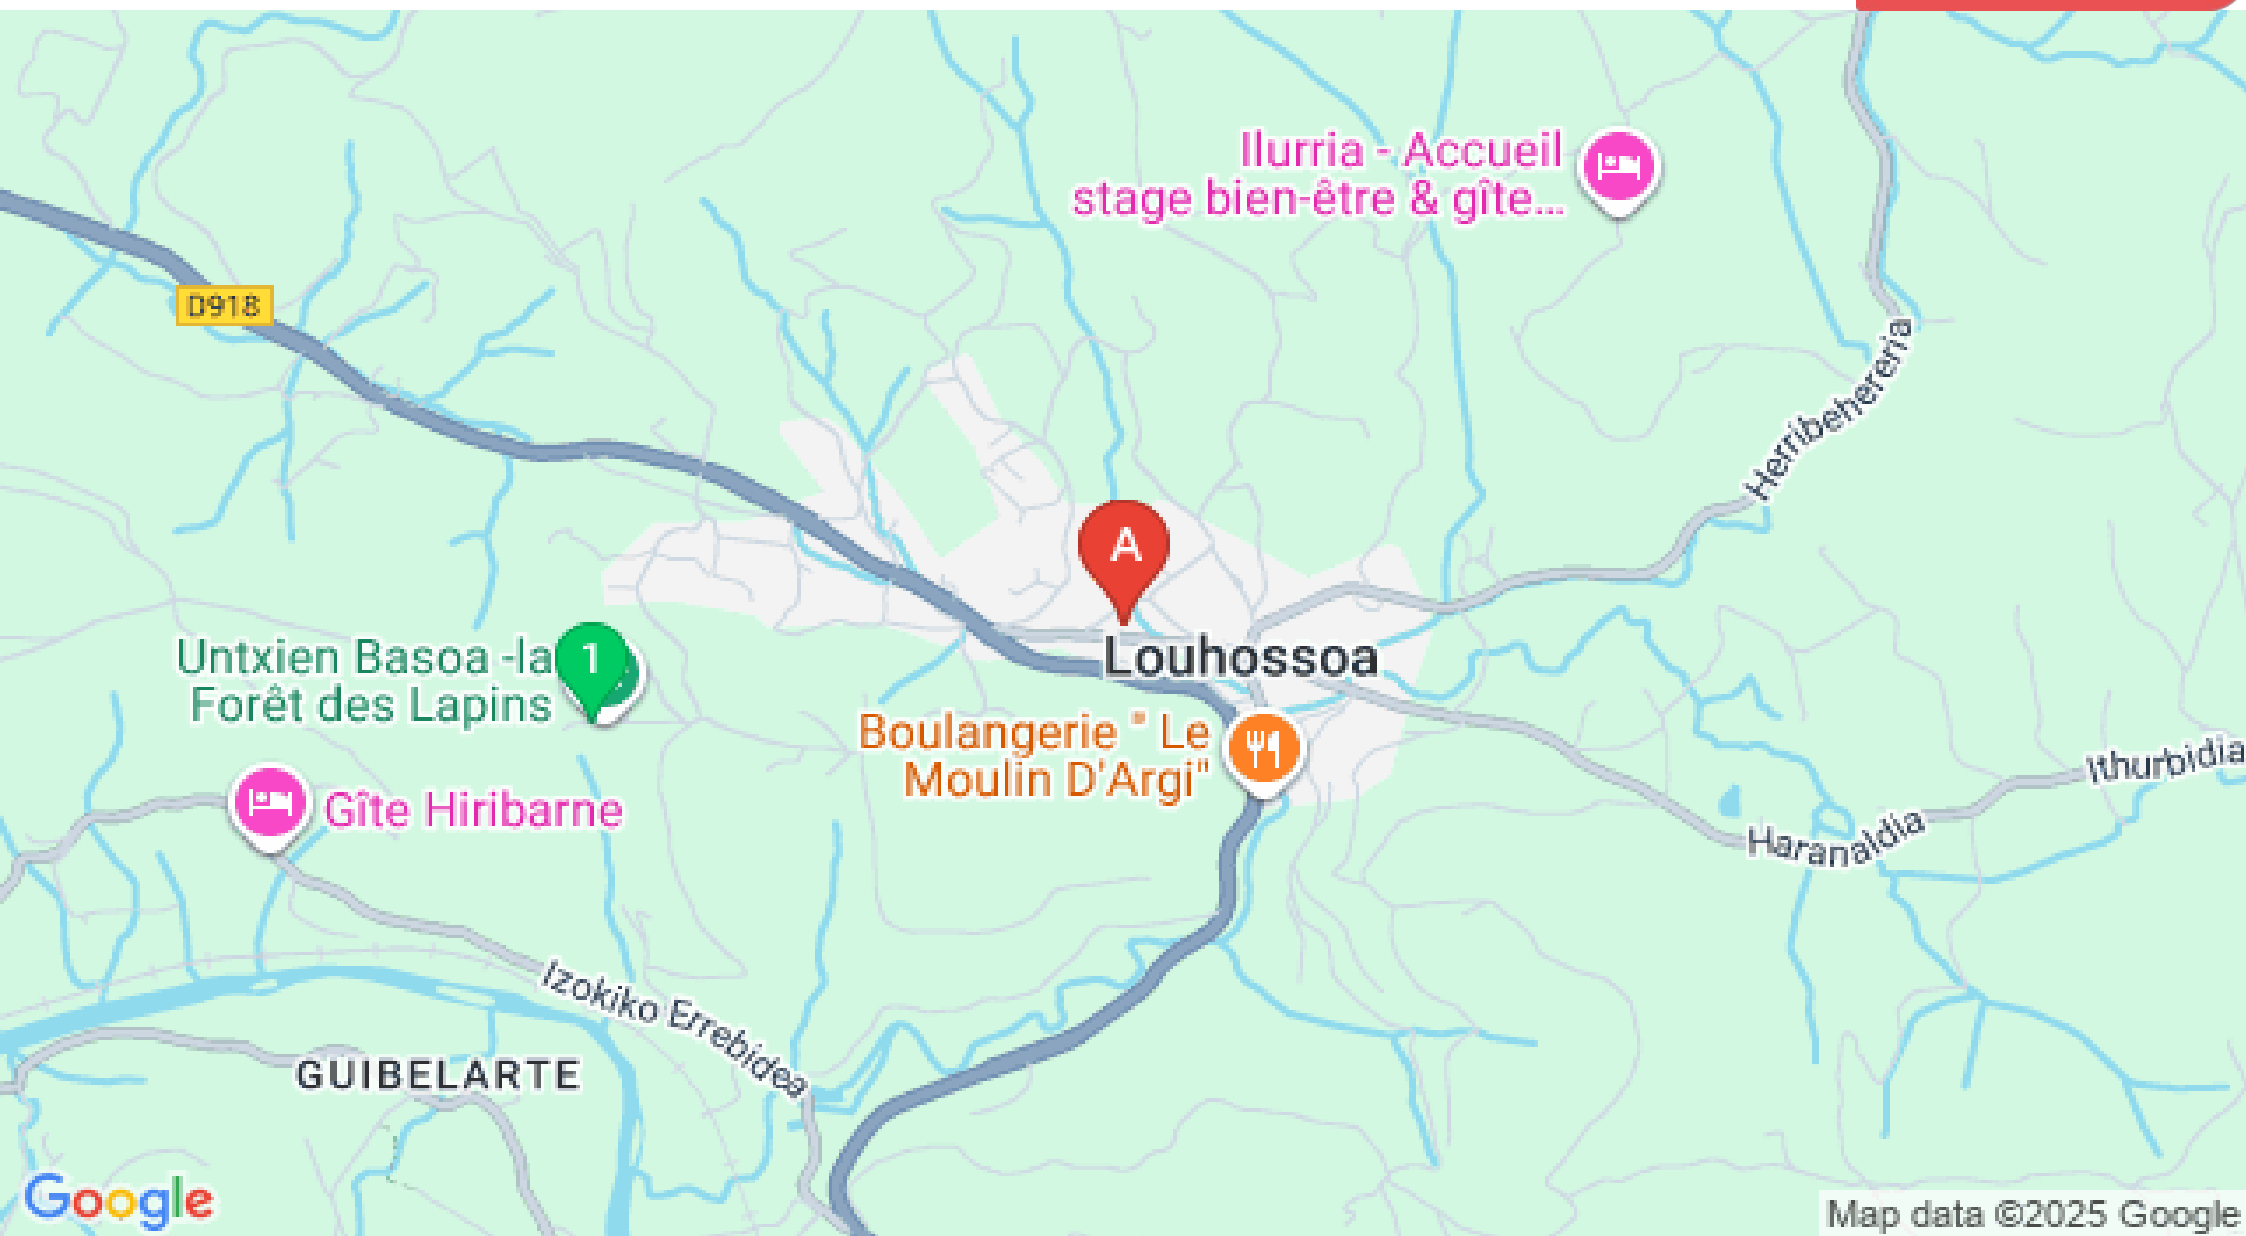 Ilurria - Accueil
stage bien-être & gîte...
D918
Herribehereria
A
Untxien Basoa -la
Forêt des Lapins
1
Louhossoa
Boulangerie " Le
Moulin D'Argi"
Gîte Hiribarne
Ithurbidia
Haranaldia
Izokiko Errebidea
GUIBELARTE
Google
Map data ©2025 Google